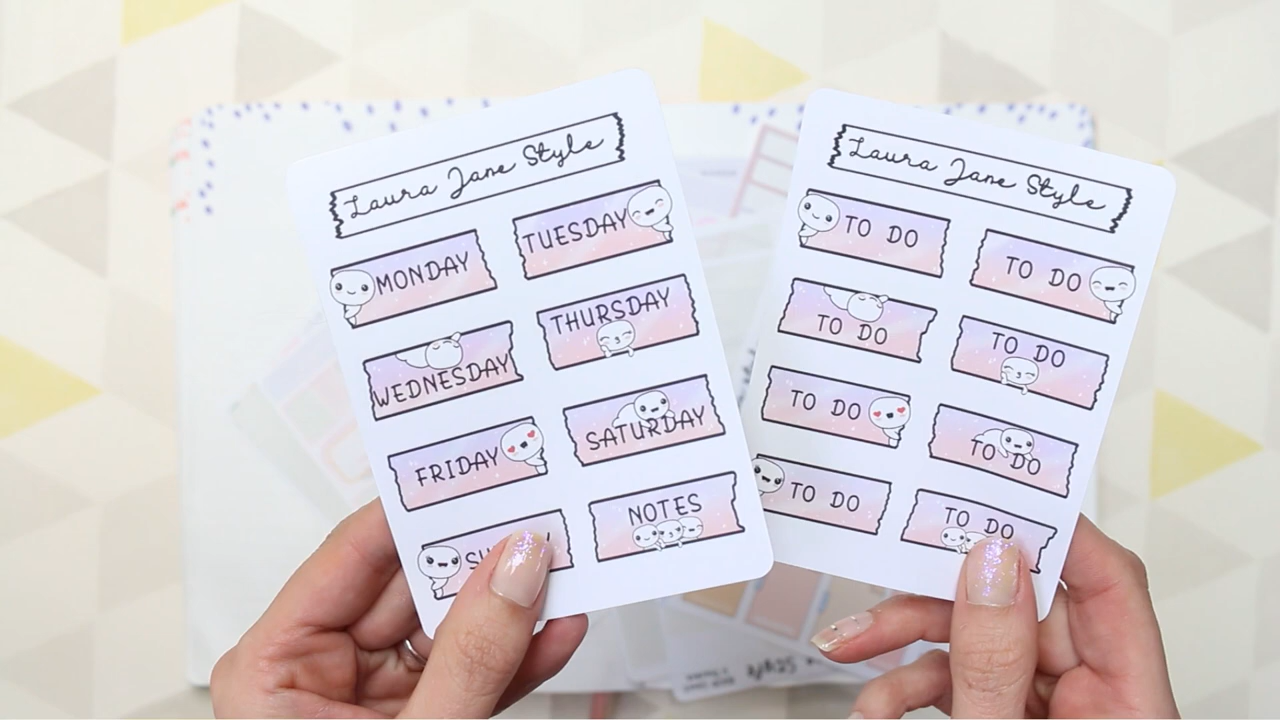 Laura Jane Style
MONDAY
TUESDAY
WEDNESDAY
THURSDAY
FRIDAY
SATURDAY
NOTES
Laura Jane Style
TO DO
TO DO
TO DO
TO DO
TO DO
TO DO
TO DO
TO DO